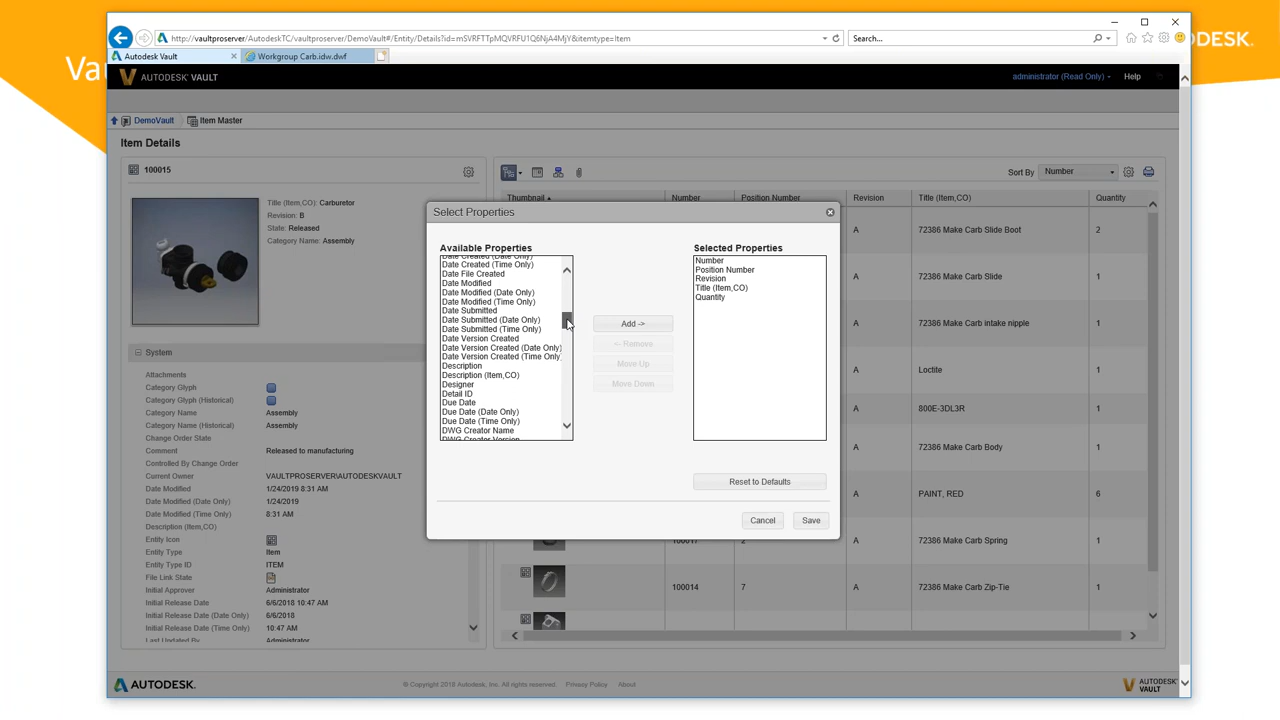 Va
DESK.
http://vaultproserver/AutodeskTC/vaultproserver/DemoVault#/Entity/Details?id=mSVRFTTpMQVRFU1Q6NjA4MjY&itemtype=Item
Search...
Autodesk Vault
Workgroup Carb.idw.dwf
AUTODESK® VAULT
administrator (Read Only)
Help
DemoVault
Item Master
Item Details
100015
Title (Item,CO): Carburetor
Revision: B
State: Released
Category Name: Assembly
System
Attachments
Category Glyph
Category Glyph (Historical)
Category Name Assembly
Category Name (Historical) Assembly
Change Order State
Comment Released to manufacturing
Controlled By Change Order
Current Owner VAULTPROSERVER\AUTODESKVAULT
Date Modified 1/24/2019 8:31 AM
Date Modified (Date Only) 1/24/2019
Date Modified (Time Only) 8:31 AM
Description (Item,CO)
Entity Icon
Entity Type Item
Entity Type ID ITEM
File Link State
Initial Approver Administrator
Initial Release Date 6/6/2018 10:47 AM
Initial Release Date (Date Only) 6/6/2018
Initial Release Date (Time Only) 10:47 AM
Last Updated By Administrator
Sort By Number
Thumbnail Number Position Number Revision Title (Item,CO) Quantity
A 72386 Make Carb Slide Boot 2
A 72386 Make Carb Slide 1
A 72386 Make Carb intake nipple 1
A Loctite 1
A 800E-3DL3R 1
A 72386 Make Carb Body 1
A PAINT, RED 6
100017 2 A 72386 Make Carb Spring 1
100014 7 A 72386 Make Carb Zip-Tie 1
Select Properties
Available Properties
Date Created (Date Only)
Date Created (Time Only)
Date File Created
Date Modified
Date Modified (Date Only)
Date Modified (Time Only)
Date Submitted
Date Submitted (Date Only)
Date Submitted (Time Only)
Date Version Created
Date Version Created (Date Only)
Date Version Created (Time Only
Description
Description (Item,CO)
Designer
Detail ID
Due Date
Due Date (Date Only)
Due Date (Time Only)
DWG Creator Name
DWG Creator Version
Add ->
<- Remove
Move Up
Move Down
Selected Properties
Number
Position Number
Revision
Title (Item,CO)
Quantity
Reset to Defaults
Cancel
Save
AUTODESK.
© Copyright 2018 Autodesk, Inc. All rights reserved.
Privacy Policy
About
AUTODESK®
VAULT